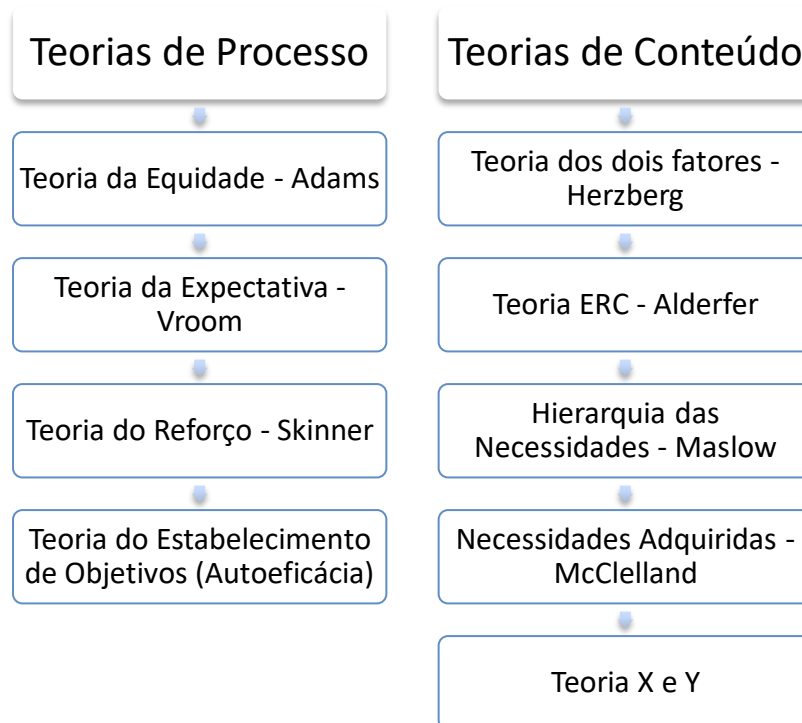 Teorias de Processo
Teoria da Equidade - Adams
Teoria da Expectativa -
Vroom
Teoria do Reforço - Skinner
Teoria do Estabelecimento
de Objetivos (Autoeficácia)
Teorias de Conteúdo
Teoria dos dois fatores -
Herzberg
Teoria ERC - Alderfer
Hierarquia das
Necessidades - Maslow
Necessidades Adquiridas -
McClelland
Teoria X e Y